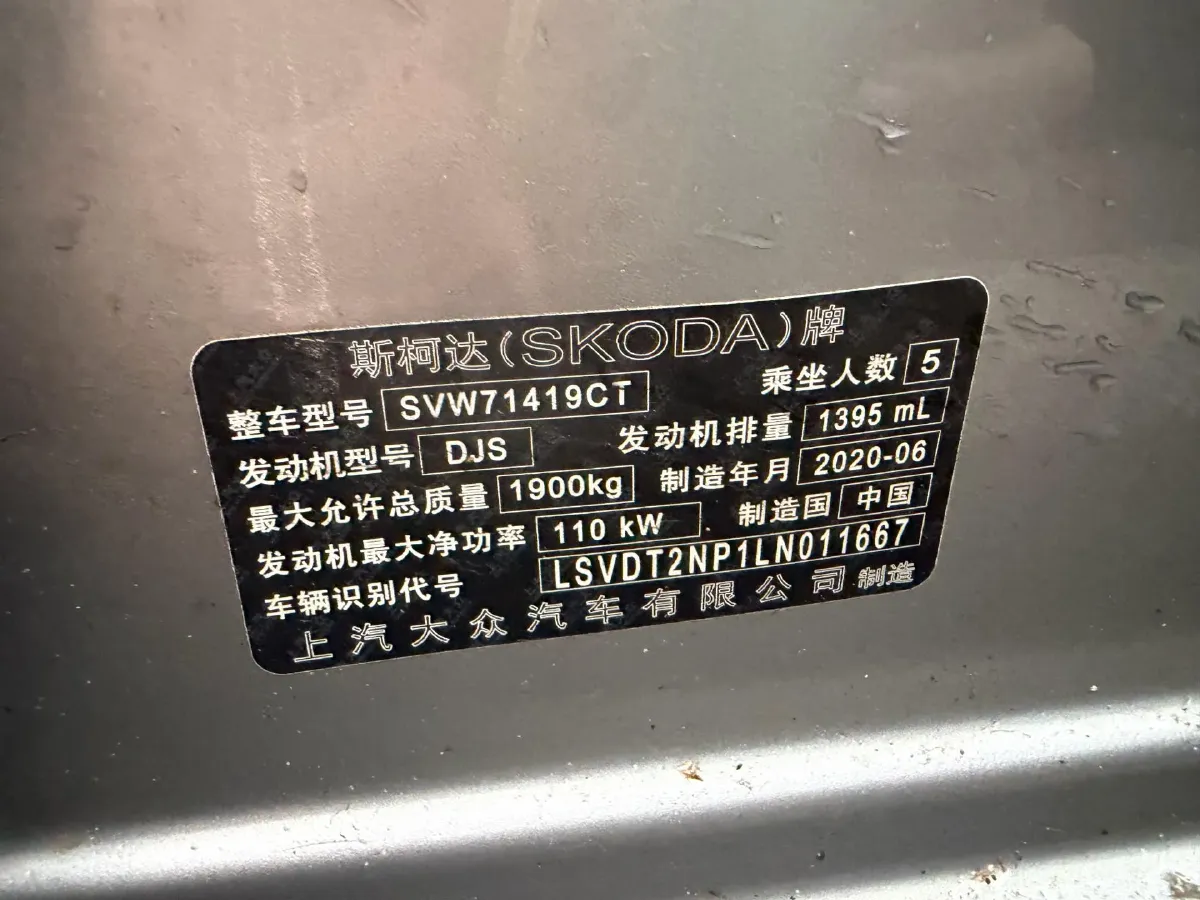 斯柯达(SKODA)牌
整车型号 SVW71419CT 乘坐人数 5
发动机型号 DJS 发动机排量 1395 mL
最大允许总质量 1900kg 制造年月 2020-06
发动机最大净功率 110 kW 制造国 中国
车辆识别代号 LSVDT2NP1LN011667
上汽大众汽车有限公司 制造